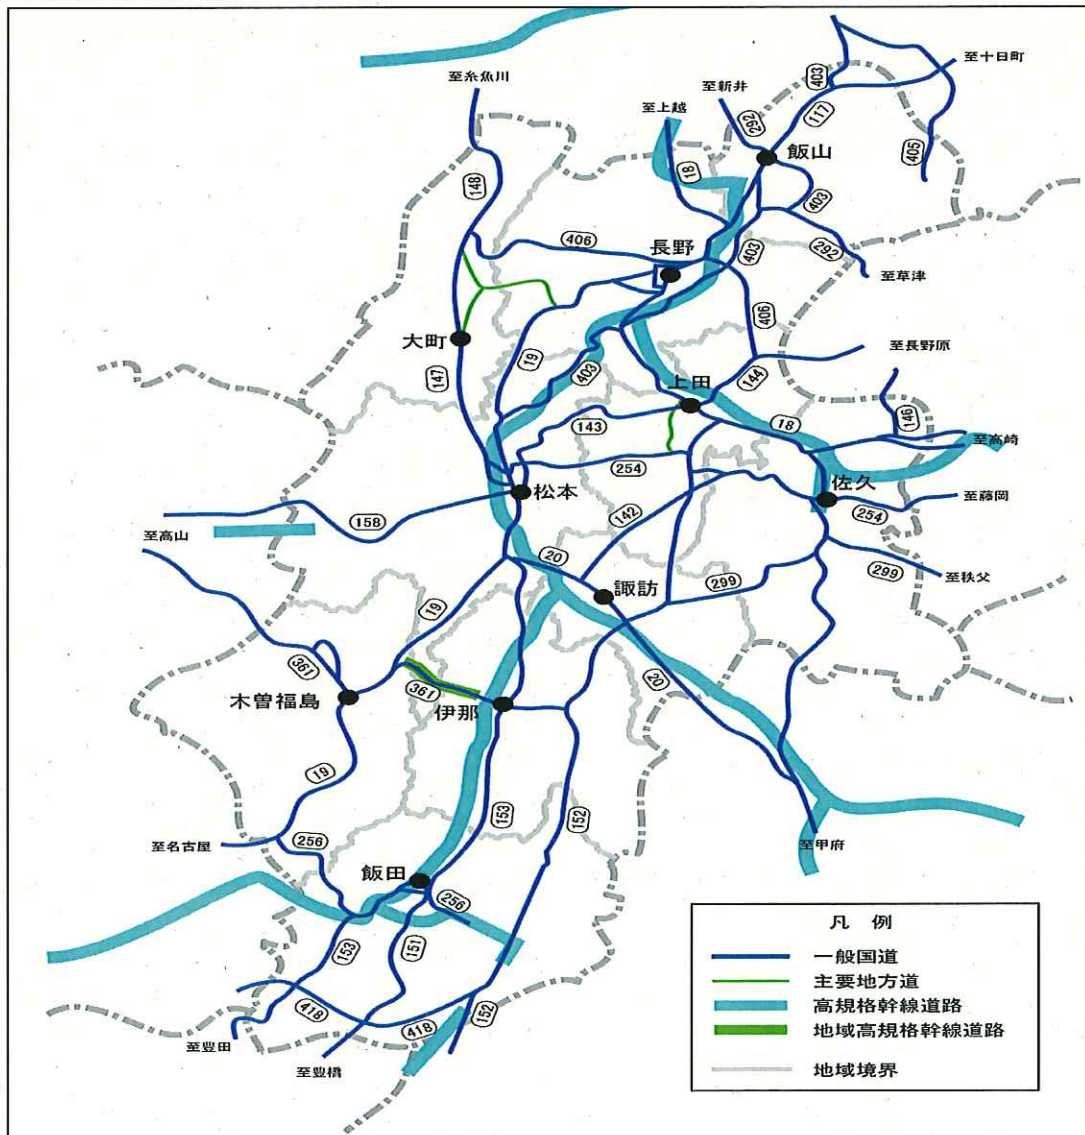 至糸魚川
至新井
至十日町
403
至上越
292
117
飯山
405
18
148
403
406
長野
403
292
至草津
406
大町
19
至長野原
147
403
上田
144
146
143
18
至高崎
254
佐久
松本
142
254
至藤岡
158
至高山
20
299
299
至秩父
諏訪
19
361
361
20
木曽福島
伊那
19
153
152
至名古屋
256
至甲府
飯田
256
153
151
418
418
152
至豊田
至豊橋
凡 例
一般国道
主要地方道
高規格幹線道路
地域高規格幹線道路
地域境界